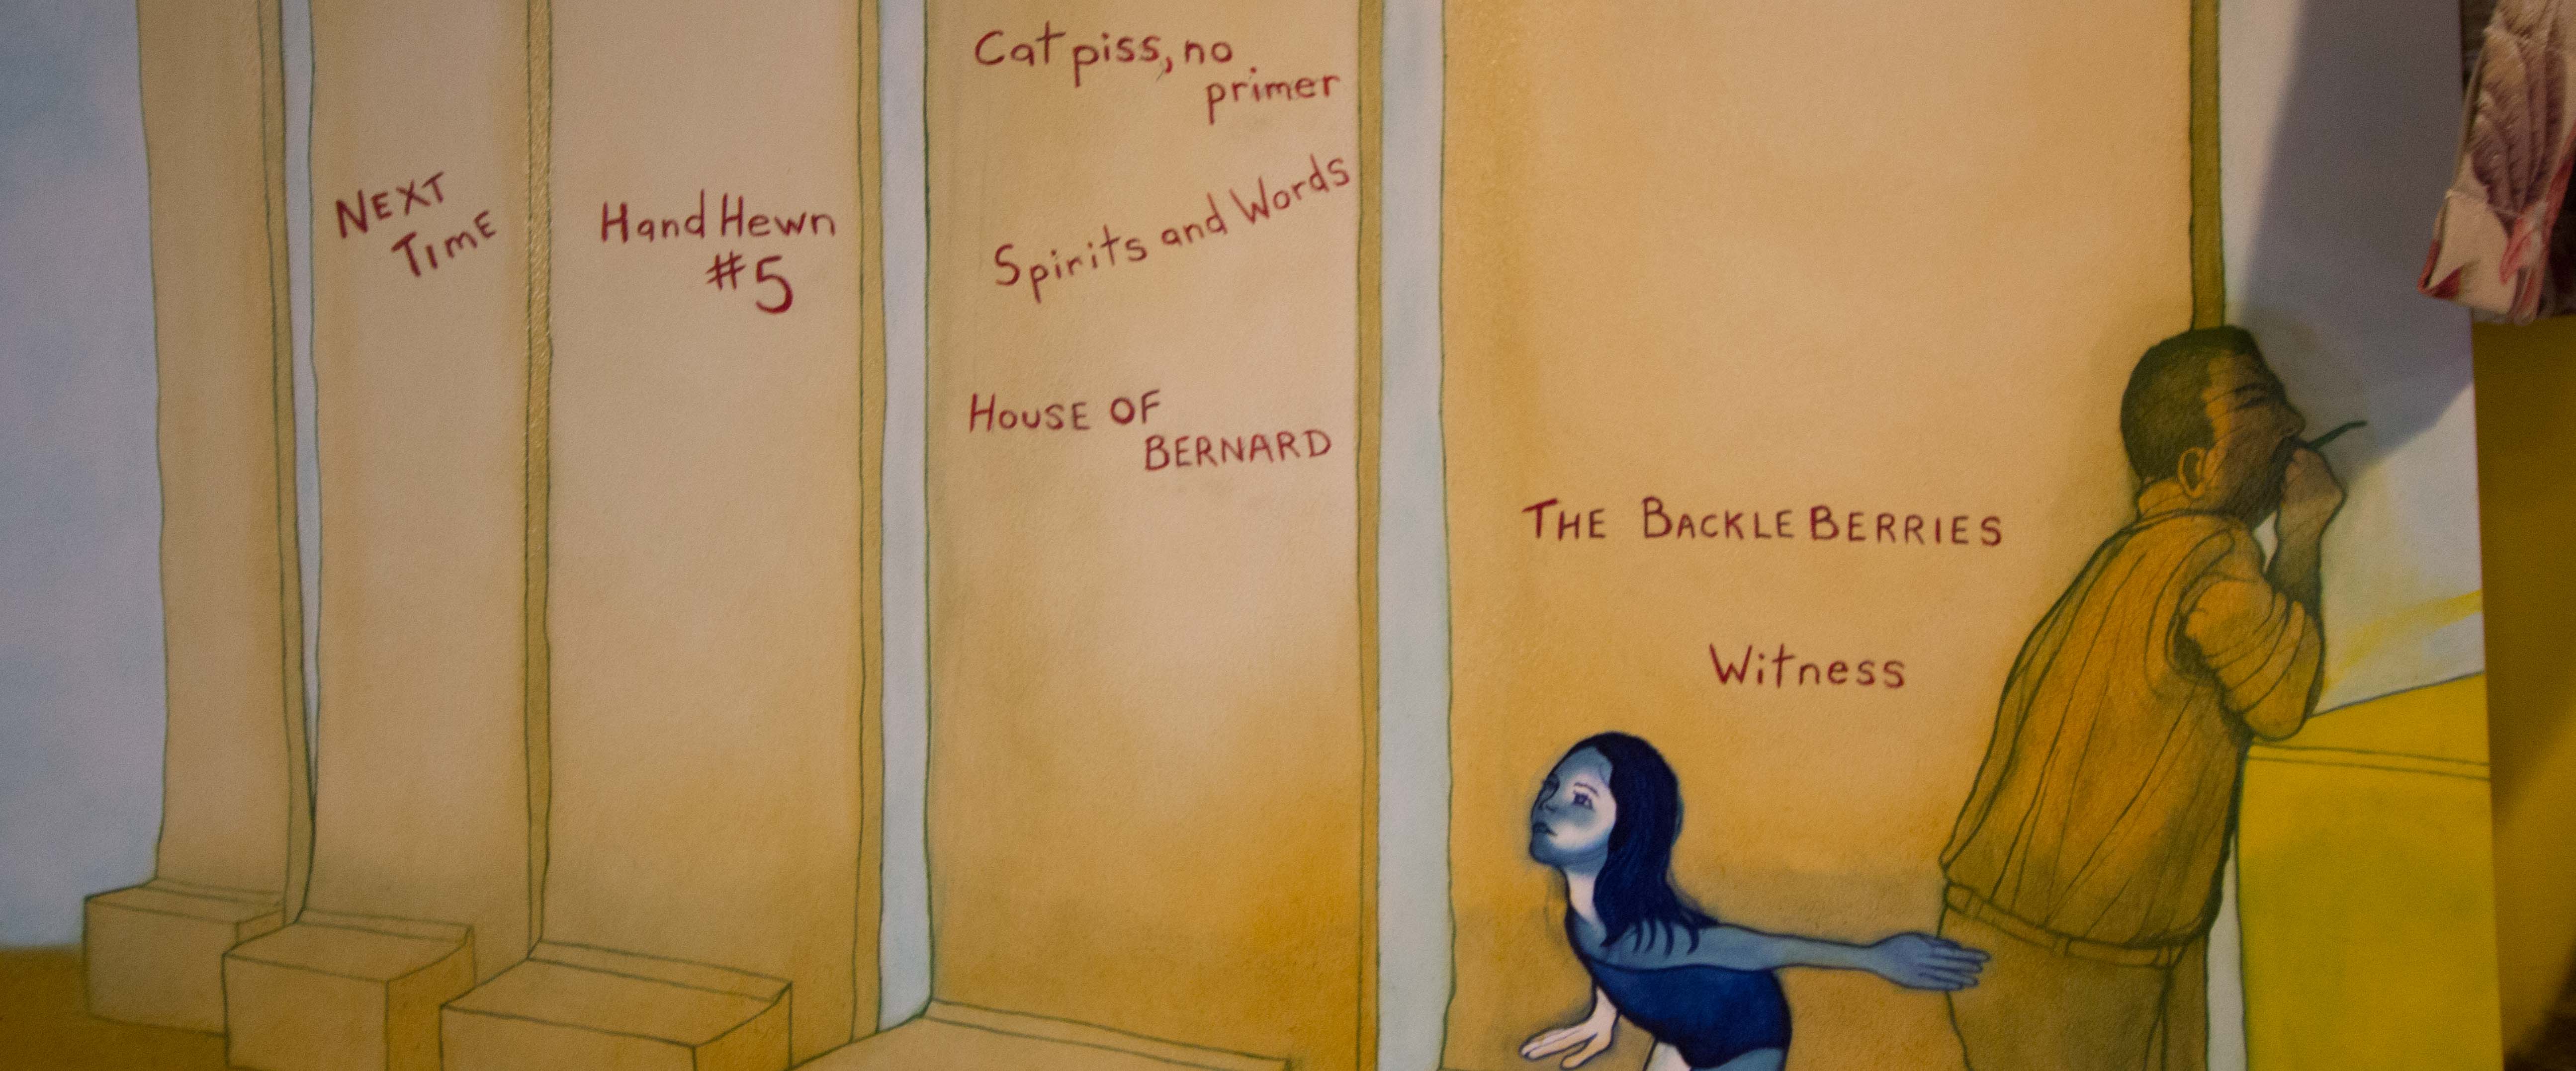 NEXT
TIME
Hand Hewn
#5
Cat piss, no
primer
Spirits and Words
HOUSE OF
BERNARD
THE BACKLEBERRIES
Witness